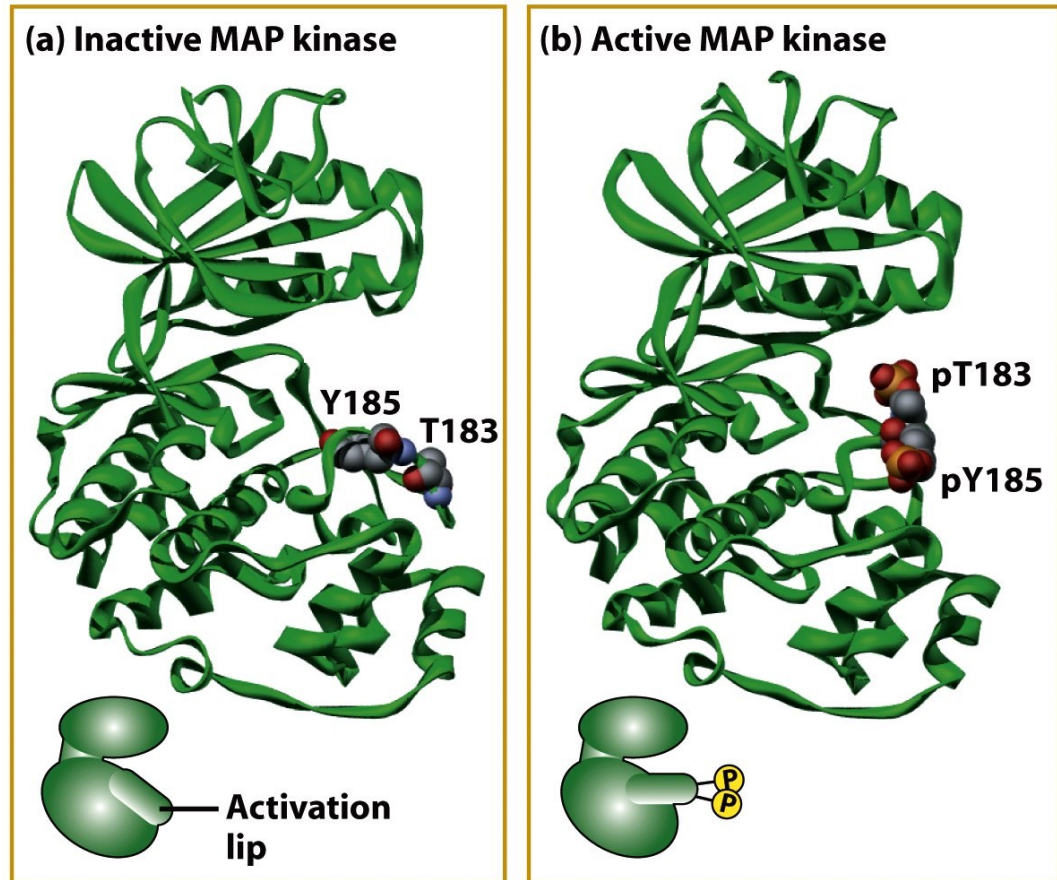 (a) Inactive MAP kinase
Y185
T183
Activation
lip
(b) Active MAP kinase
pT183
pY185
P
P